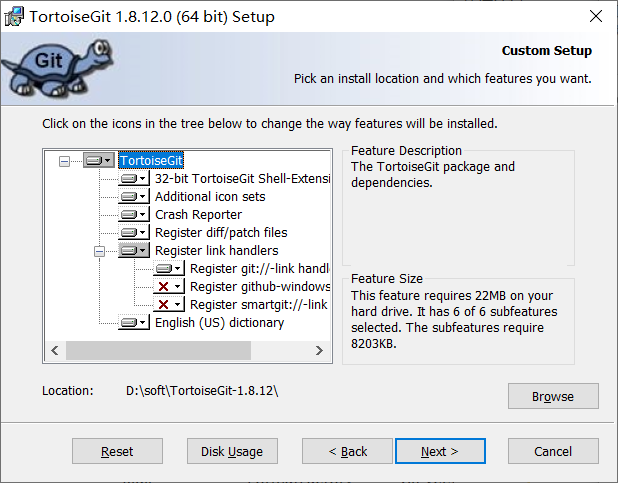 TortoiseGit 1.8.12.0 (64 bit) Setup
Git
Custom Setup
Pick an install location and which features you want.
Click on the icons in the tree below to change the way features will be installed.
TortoiseGit
32-bit TortoiseGit Shell-Extensi
Additional icon sets
Crash Reporter
Register diff/patch files
Register link handlers
Register git://-link handl
Register github-windows
Register smartgit://-link
English (US) dictionary
Feature Description
The TortoiseGit package and
dependencies.
Feature Size
This feature requires 22MB on your
hard drive. It has 6 of 6 subfeatures
selected. The subfeatures require
8203KB.
Location: D:\soft\TortoiseGit-1.8.12\
Browse
Reset Disk Usage < Back Next > Cancel